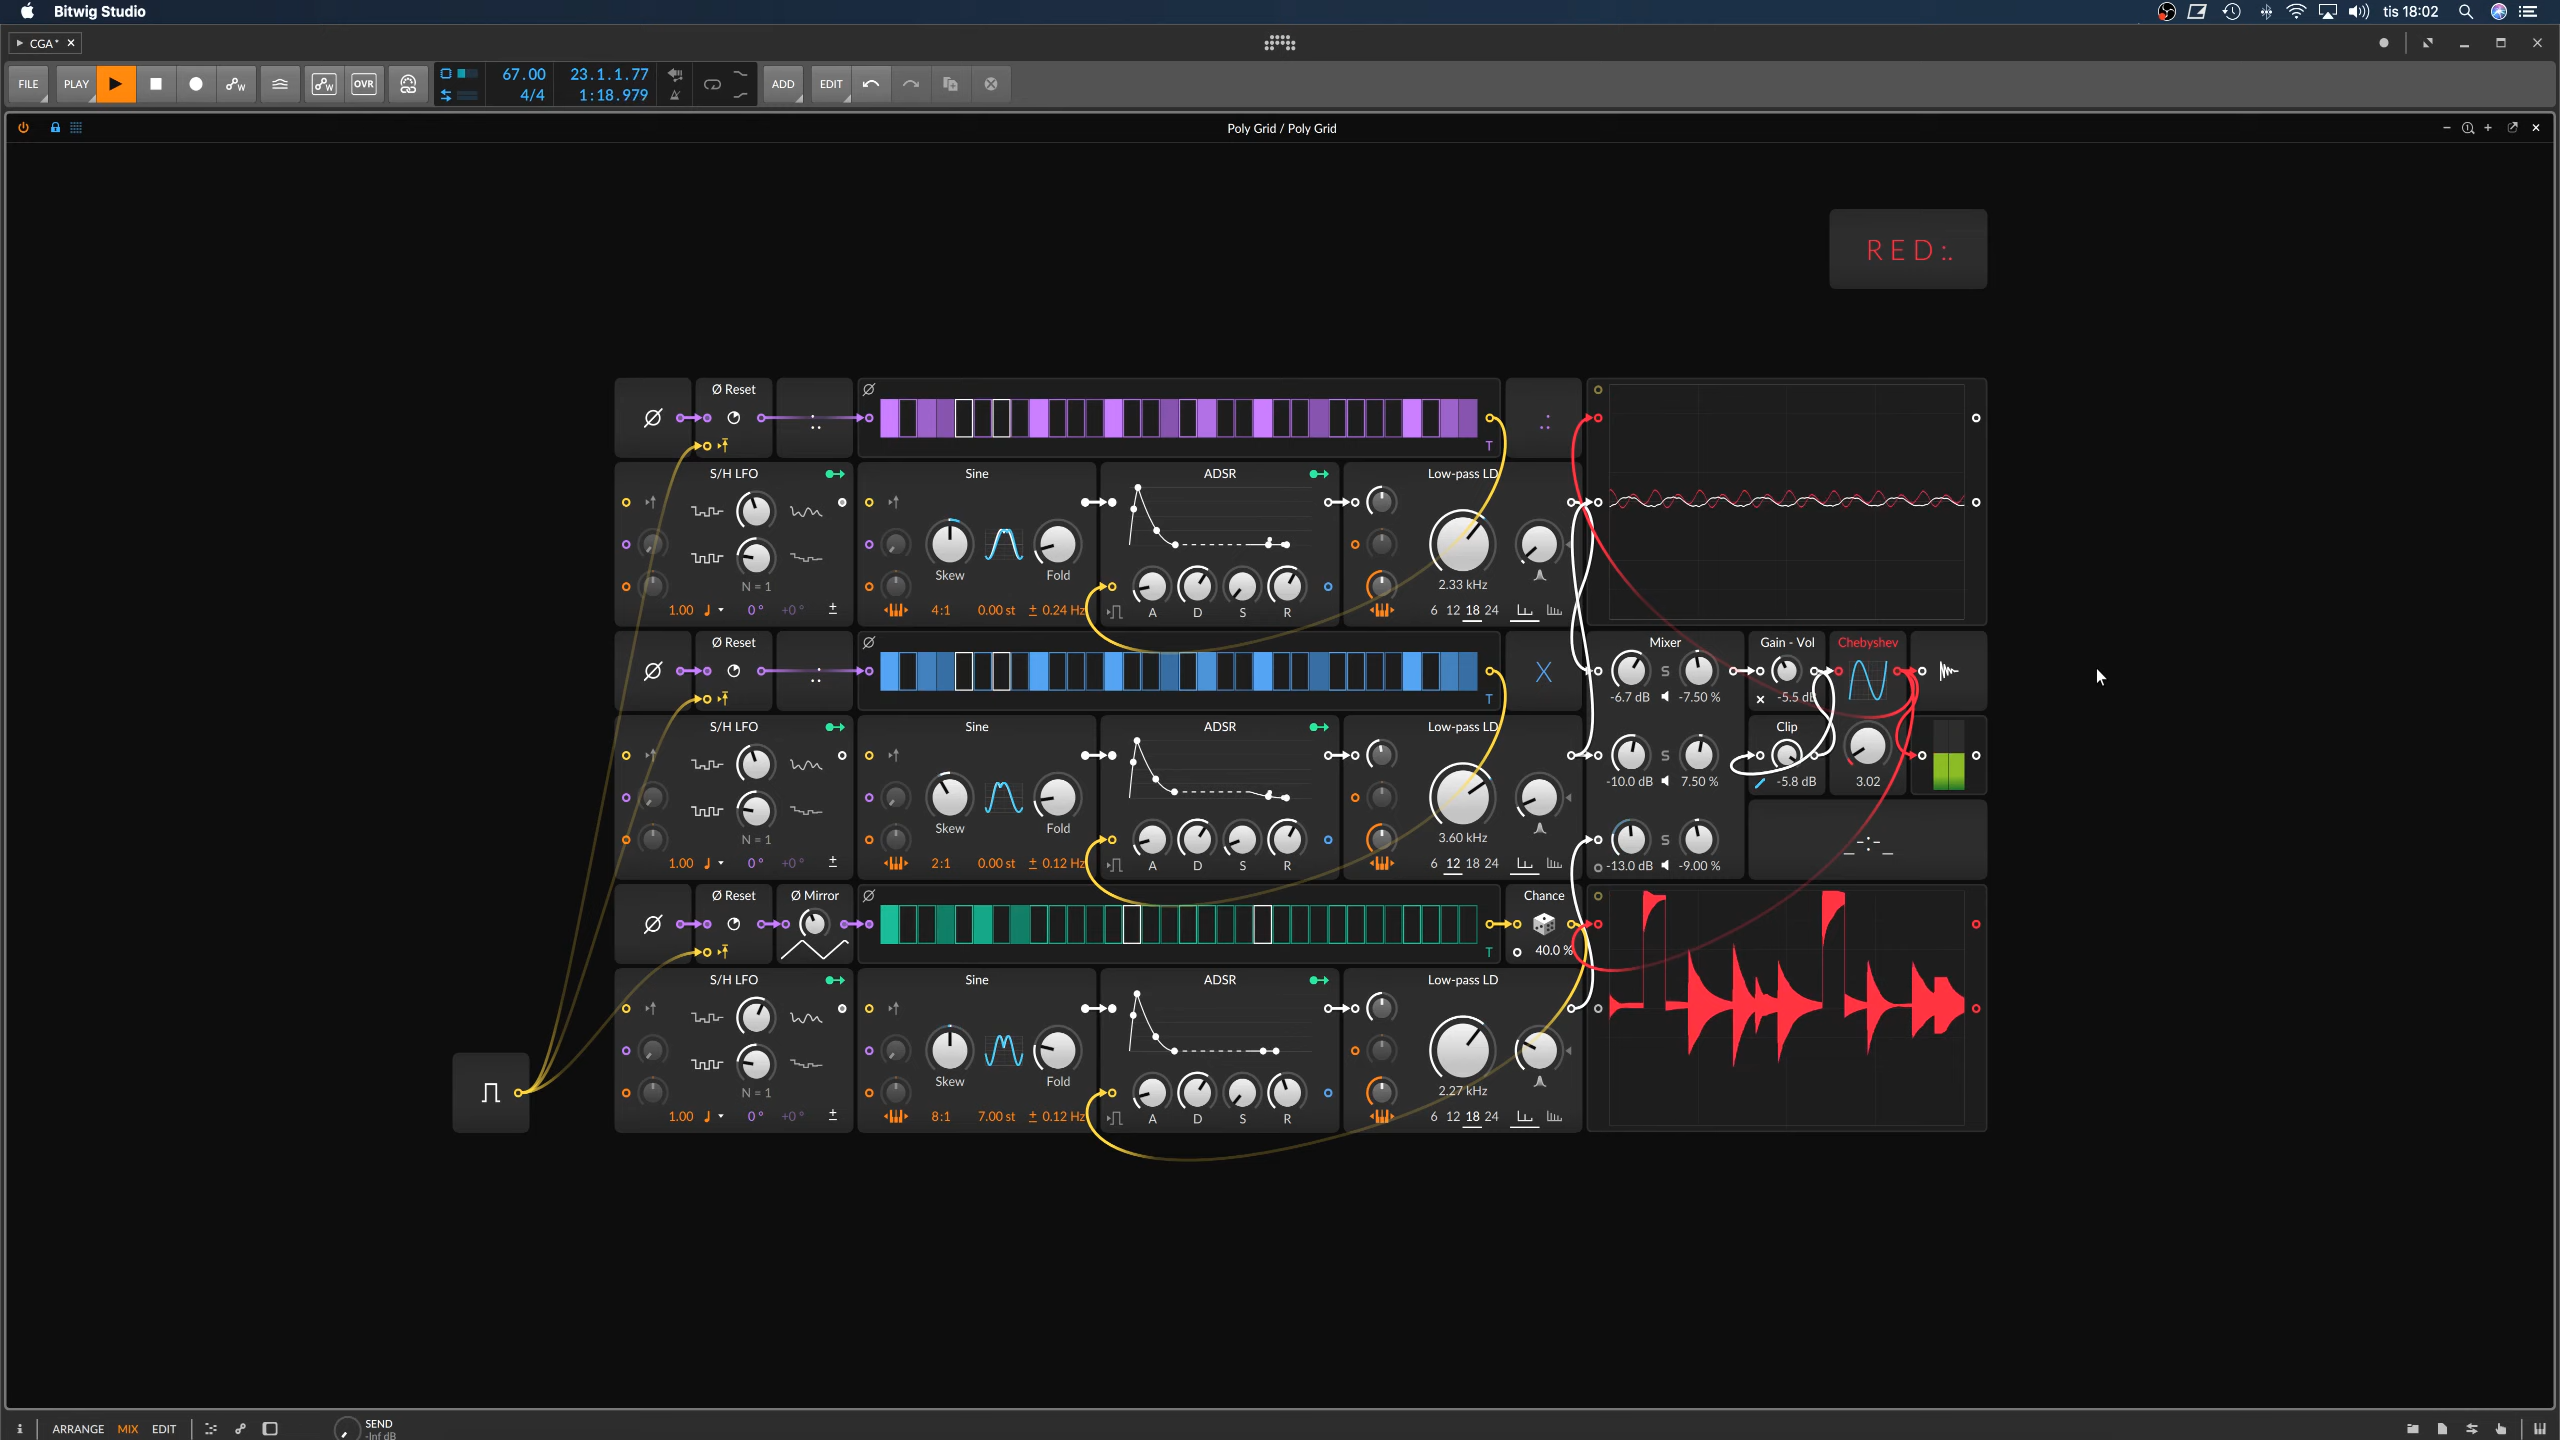 Bitwig Studio
tis 18:02
CGA*
FILE PLAY OVR 67.00 23.1.1.77 ADD EDIT
4/4 1:18.979
Poly Grid / Poly Grid
RED:.
Ø Reset
T
S/H LFO Sine ADSR Low-pass LD
Skew Fold 2.33 kHz
N = 1 A D S R
1.00 0° +0° ± 4:1 0.00 st ± 0.24 Hz 6 12 18 24
Ø Reset Mixer Gain - Vol Chebyshev
X -6.7 dB -7.50 % -5.5 dB
S
T
S/H LFO Sine ADSR Low-pass LD Clip
S
-10.0 dB 7.50 % -5.8 dB 3.02
Skew Fold 3.60 kHz
N = 1 A D S R S
1.00 0° +0° ± 2:1 0.00 st ± 0.12 Hz 6 12 18 24 -13.0 dB -9.00 %
Ø Reset Ø Mirror Chance
T 40.0 %
S/H LFO Sine ADSR Low-pass LD
Skew Fold 2.27 kHz
N = 1 A D S R
1.00 0° +0° ± 8:1 7.00 st ± 0.12 Hz 6 12 18 24
i ARRANGE MIX EDIT SEND
-Inf dB